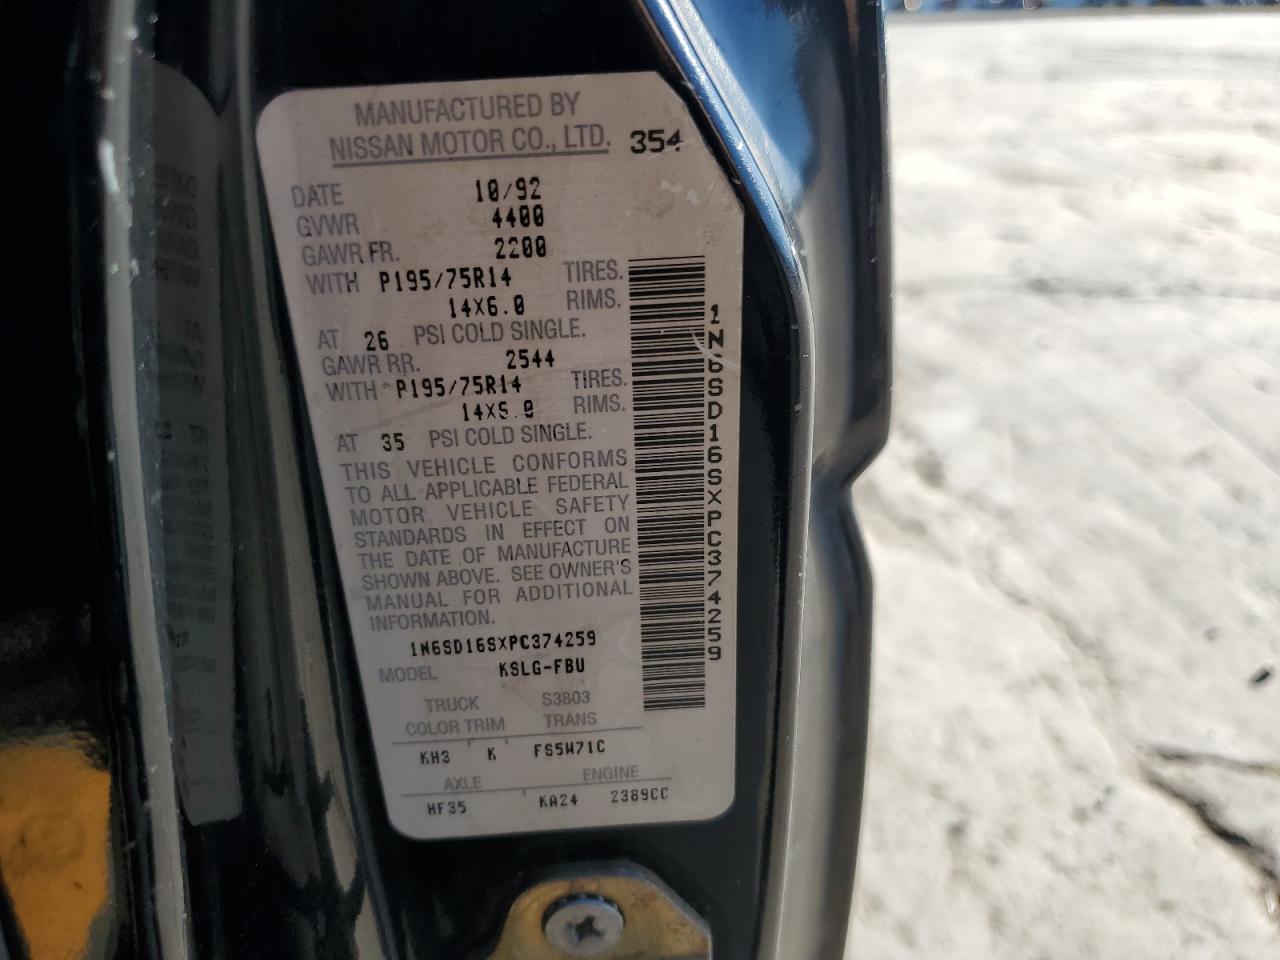 MANUFACTURED BY
NISSAN MOTOR CO., LTD. 354
DATE 10/92
GVWR 4400
GAWR FR. 2200
WITH P195/75R14 TIRES.
14X6.0 RIMS.
AT 26 PSI COLD SINGLE.
GAWR RR. 2544
WITH P195/75R14 TIRES.
14X6.0 RIMS.
AT 35 PSI COLD SINGLE.
THIS VEHICLE CONFORMS
TO ALL APPLICABLE FEDERAL
MOTOR VEHICLE SAFETY
STANDARDS IN EFFECT ON
THE DATE OF MANUFACTURE
SHOWN ABOVE. SEE OWNER'S
MANUAL FOR ADDITIONAL
INFORMATION.
1N6SD16SXPC374259
MODEL KSLG-FBU
TRUCK S3803
COLOR TRIM TRANS
KH3 K FS5W71C
AXLE ENGINE
HF35 KA24 2389CC
1N6SD16SXPC374259